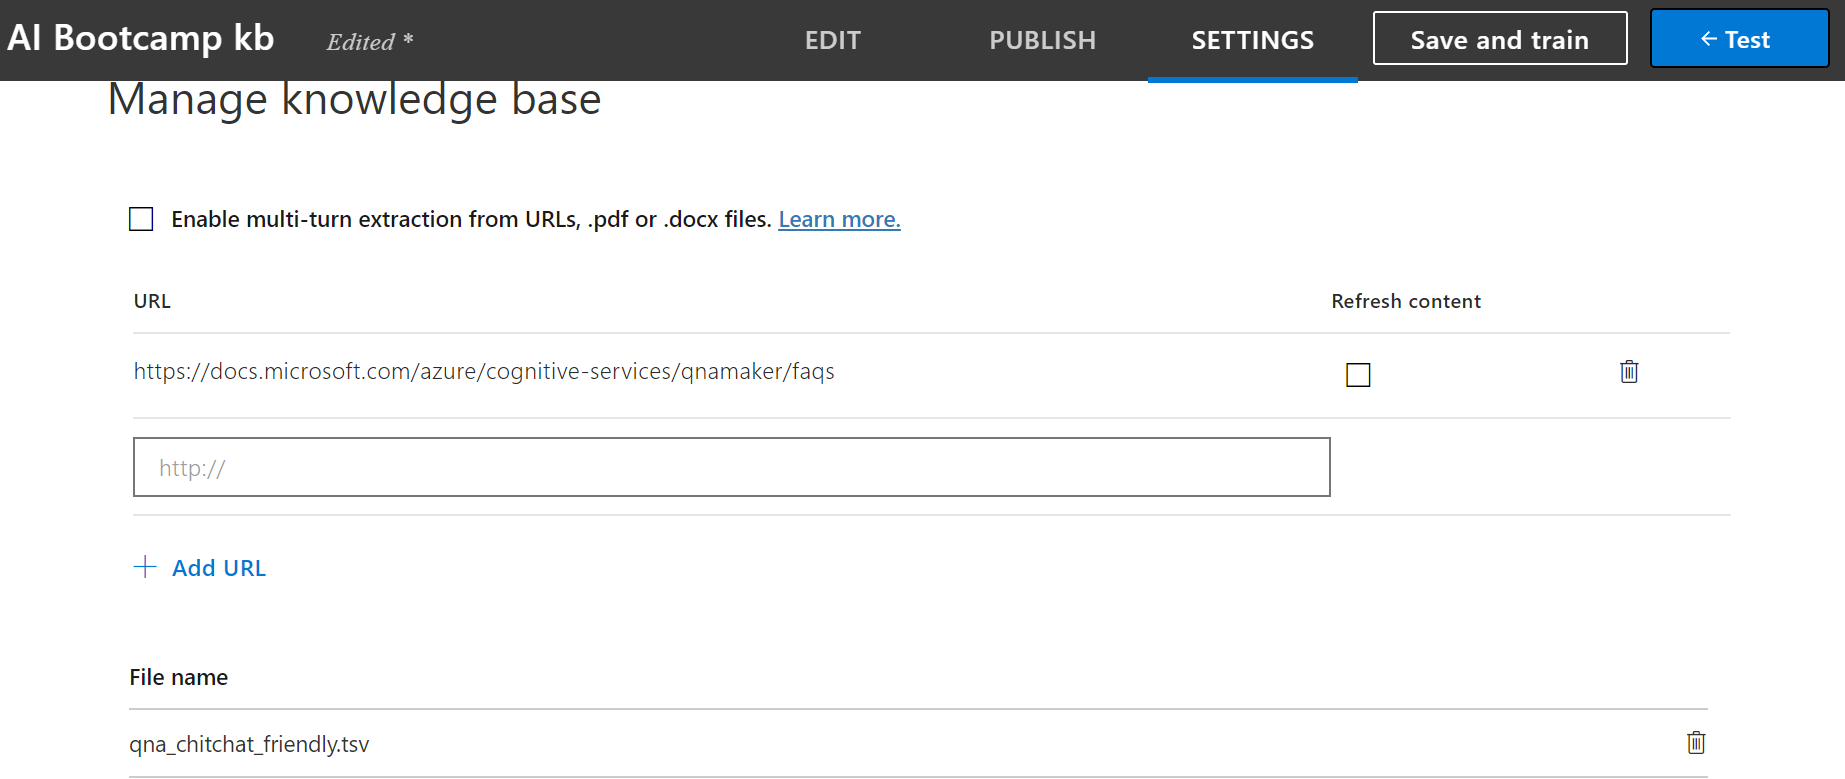 AI Bootcamp kb Edited * EDIT PUBLISH SETTINGS Save and train ← Test
Manage knowledge base
Enable multi-turn extraction from URLs, .pdf or .docx files. Learn more.
URL Refresh content
https://docs.microsoft.com/azure/cognitive-services/qnamaker/faqs
http://
+ Add URL
File name
qna_chitchat_friendly.tsv